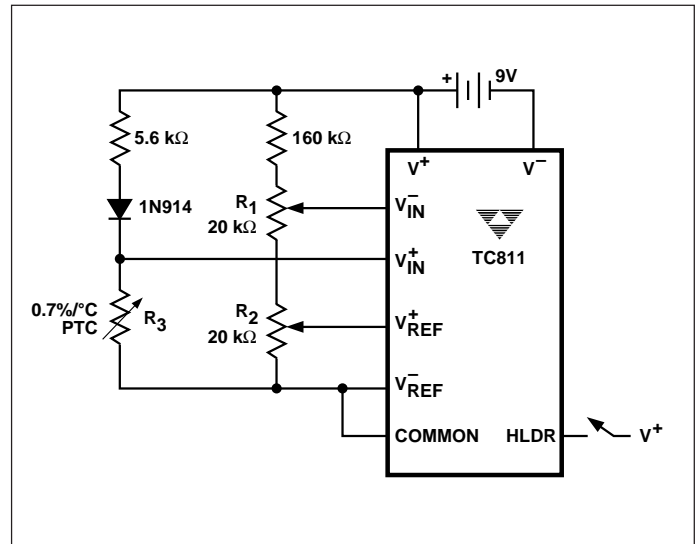 + 9V
5.6 kΩ
160 kΩ
V+ V−
1N914
R1
20 kΩ
V−IN
TC811
V+IN
0.7%/°C
PTC
R3
R2
20 kΩ
V+REF
V−REF
COMMON HLDR V+